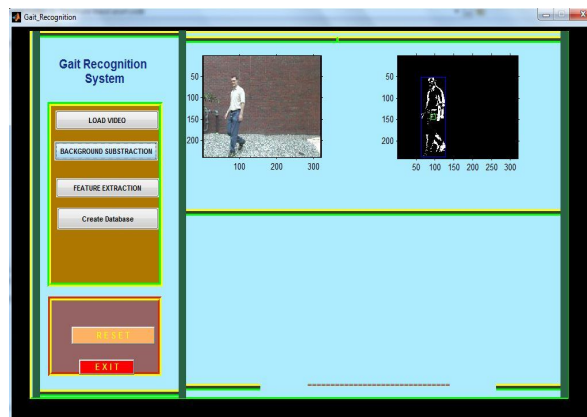 Gait_Recognition
Gait Recognition
System
LOAD VIDEO
BACKGROUND SUBSTRACTION
FEATURE EXTRACTION
Create Database
RESET
EXIT
50
100
150
200
100 200 300
50
100
150
200
50 100 150 200 250 300